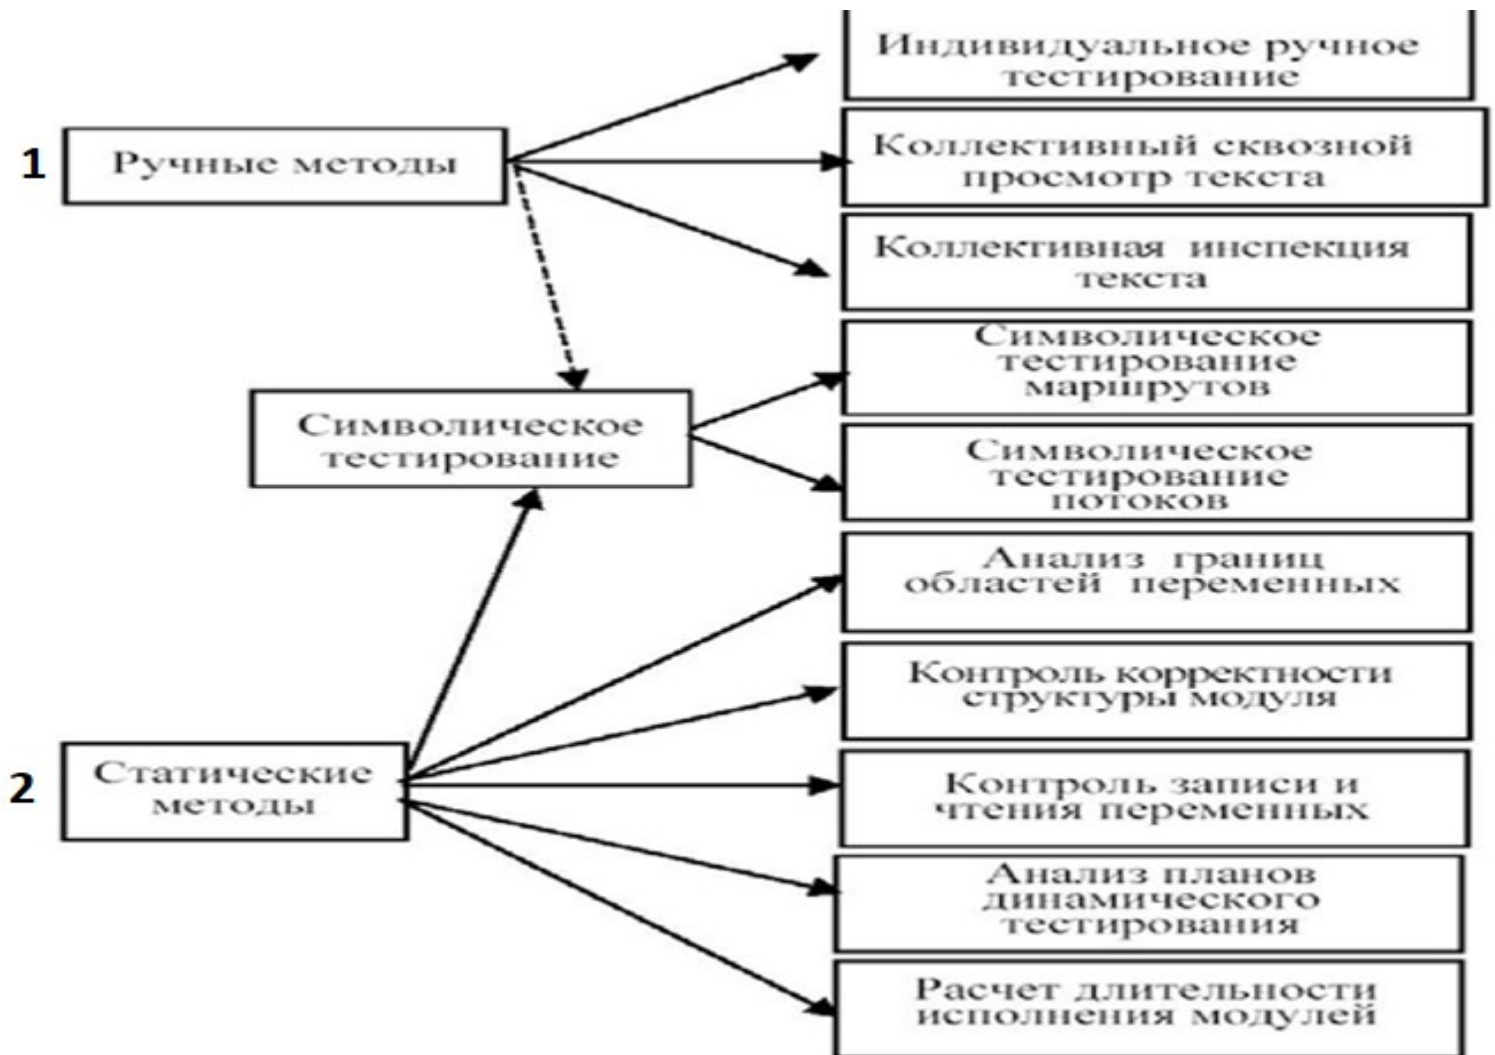 Индивидуальное ручное
тестирование
1
Ручные методы
Коллективный сквозной
просмотр текста
Коллективная инспекция
текста
Символическое
тестирование
маршрутов
Символическое
тестирование
Символическое
тестирование
потоков
Анализ границ
областей переменных
Контроль корректности
структуры модуля
2
Статические
методы
Контроль записи и
чтения переменных
Анализ планов
динамического
тестирования
Расчет длительности
исполнения модулей